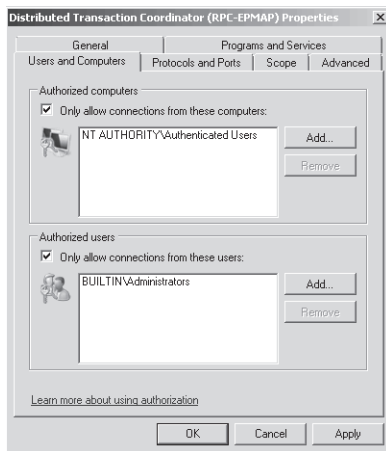 Distributed Transaction Coordinator (RPC-EPMAP) Properties
General Programs and Services
Users and Computers Protocols and Ports Scope Advanced
Authorized computers
Only allow connections from these computers:
NT AUTHORITY\Authenticated Users
Add...
Remove
Authorized users
Only allow connections from these users:
BUILTIN\Administrators
Add...
Remove
Learn more about using authorization
OK Cancel Apply